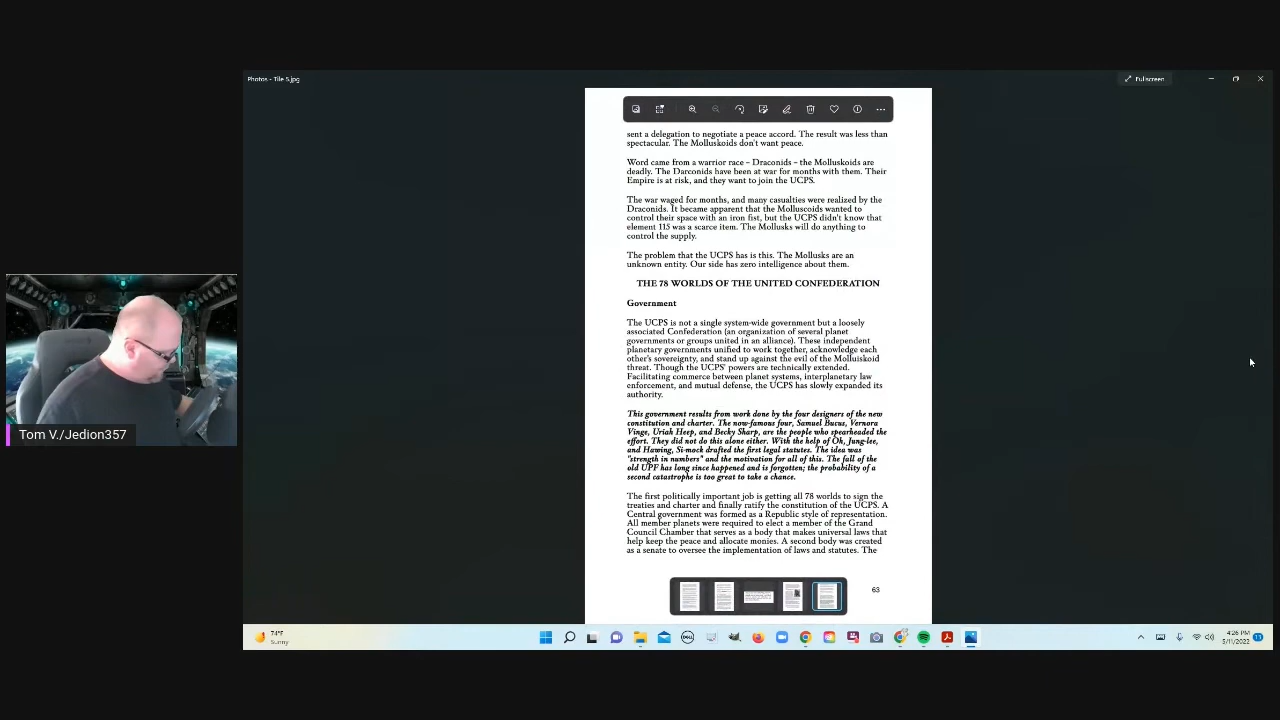 Photos - Tile 5.jpg
Full screen
sent a delegation to negotiate a peace accord. The result was less than
spectacular. The Molluskoids don't want peace.
Word came from a warrior race – Draconids – the Molluskoids are
deadly. The Darconids have been at war for months with them. Their
Empire is at risk, and they want to join the UCPS.
The war waged for months, and many casualties were realized by the
Draconids. It became apparent that the Molluscoids wanted to
control their space with an iron fist, but the UCPS didn't know that
element 115 was a scarce item. The Mollusks will do anything to
control the supply.
The problem that the UCPS has is this. The Mollusks are an
unknown entity. Our side has zero intelligence about them.
THE 78 WORLDS OF THE UNITED CONFEDERATION
Government
The UCPS is not a single system-wide government but a loosely
associated Confederation (an organization of several planet
governments or groups united in an alliance). These independent
planetary governments unified to work together, acknowledge each
other's sovereignty, and stand up against the evil of the Molluiskoid
threat. Though the UCPS' powers are technically extended.
Facilitating commerce between planet systems, interplanetary law
enforcement, and mutual defense, the UCPS has slowly expanded its
authority.
This government results from work done by the four designers of the new
constitution and charter. The now-famous four, Samuel Bucus, Vernora
Vinge, Uriah Heep, and Becky Sharp, are the people who spearheaded the
effort. They did not do this alone either. With the help of Oh, Jung-lee,
and Hawing, Si-mock drafted the first legal statutes. The idea was
"strength in numbers" and the motivation for all of this. The fall of the
old UPF has long since happened and is forgotten; the probability of a
second catastrophe is too great to take a chance.
The first politically important job is getting all 78 worlds to sign the
treaties and charter and finally ratify the constitution of the UCPS. A
Central government was formed as a Republic style of representation.
All member planets were required to elect a member of the Grand
Council Chamber that serves as a body that makes universal laws that
help keep the peace and allocate monies. A second body was created
as a senate to oversee the implementation of laws and statutes. The
63
Tom V./Jedion357
74°F
Sunny
DELL
4:26 PM
5/11/2022